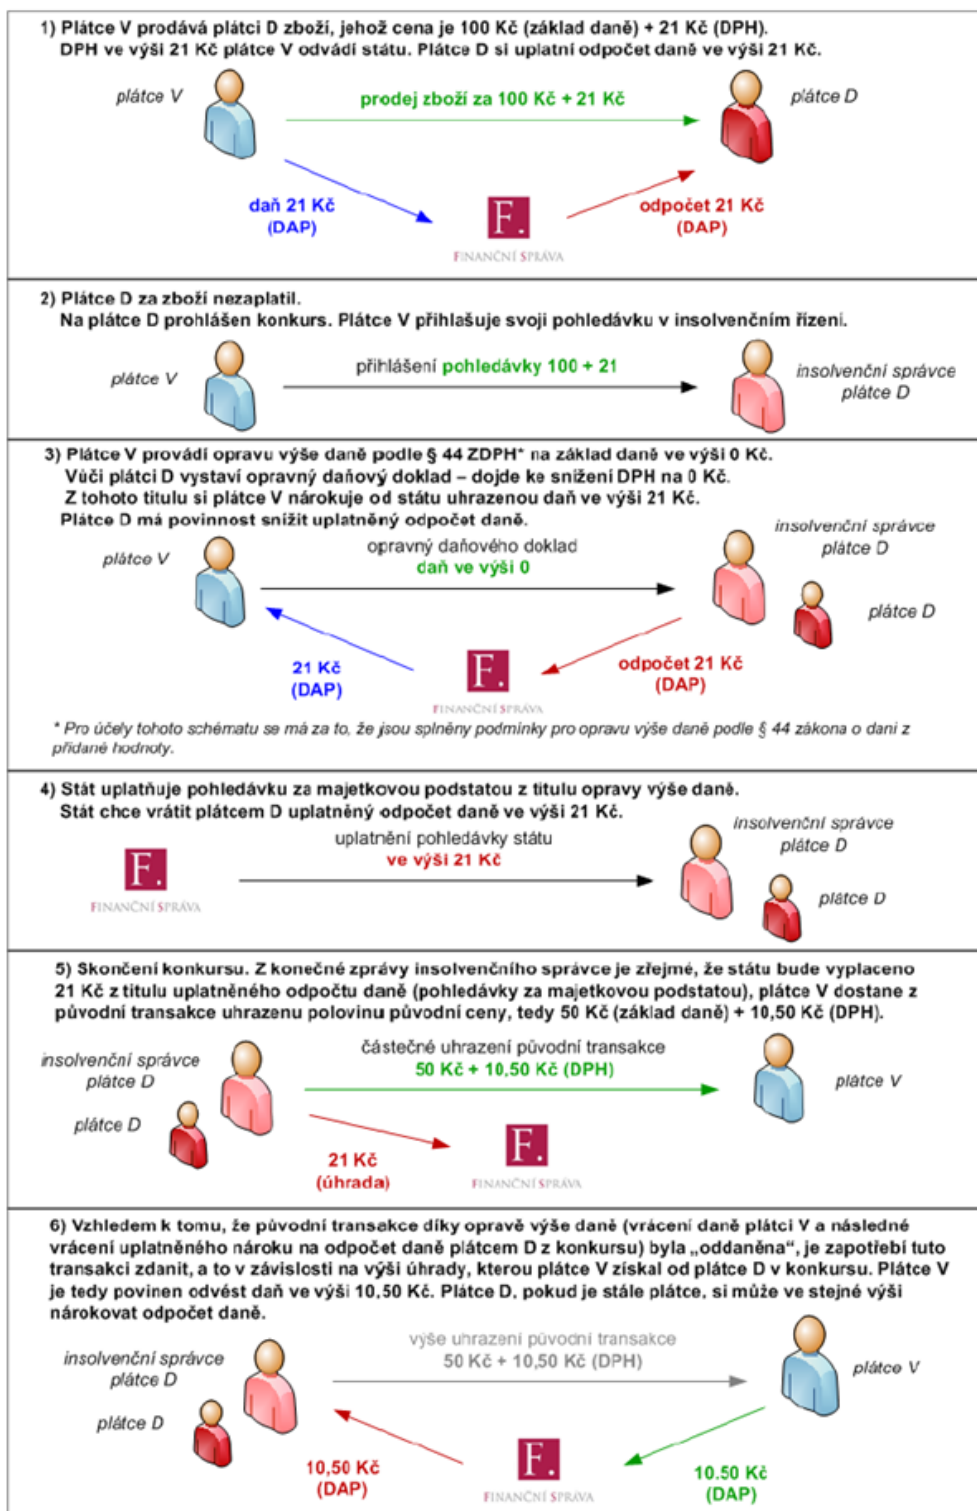 1) Plátce V prodává plátci D zboží, jehož cena je 100 Kč (základ daně) + 21 Kč (DPH).
DPH ve výši 21 Kč plátce V odvádí státu. Plátce D si uplatní odpočet daně ve výši 21 Kč.
plátce V
prodej zboží za 100 Kč + 21 Kč
plátce D
daň 21 Kč
(DAP)
F.
FINANČNÍ SPRÁVA
odpočet 21 Kč
(DAP)
2) Plátce D za zboží nezaplatil.
Na plátce D prohlášen konkurs. Plátce V přihlašuje svoji pohledávku v insolvenčním řízení.
plátce V
přihlášení pohledávky 100 + 21
insolvenční správce
plátce D
3) Plátce V provádí opravu výše daně podle § 44 ZDPH* na základ daně ve výši 0 Kč.
Vůči plátci D vystaví opravný daňový doklad – dojde ke snížení DPH na 0 Kč.
Z tohoto titulu si plátce V nárokuje od státu uhrazenou daň ve výši 21 Kč.
Plátce D má povinnost snížit uplatněný odpočet daně.
plátce V
opravný daňového doklad
daň ve výši 0
insolvenční správce
plátce D
plátce D
21 Kč
(DAP)
F.
FINANČNÍ SPRÁVA
odpočet 21 Kč
(DAP)
* Pro účely tohoto schématu se má za to, že jsou splněny podmínky pro opravu výše daně podle § 44 zákona o dani z
přidané hodnoty.
4) Stát uplatňuje pohledávku za majetkovou podstatou z titulu opravy výše daně.
Stát chce vrátit plátcem D uplatněný odpočet daně ve výši 21 Kč.
F.
FINANČNÍ SPRÁVA
uplatnění pohledávky státu
ve výši 21 Kč
insolvenční správce
plátce D
plátce D
5) Skončení konkursu. Z konečné zprávy insolvenčního správce je zřejmé, že státu bude vyplaceno
21 Kč z titulu uplatněného odpočtu daně (pohledávky za majetkovou podstatou), plátce V dostane z
původní transakce uhrazenu polovinu původní ceny, tedy 50 Kč (základ daně) + 10,50 Kč (DPH).
insolvenční správce
plátce D
plátce D
částečné uhrazení původní transakce
50 Kč + 10,50 Kč (DPH)
plátce V
21 Kč
(úhrada)
F.
FINANČNÍ SPRÁVA
6) Vzhledem k tomu, že původní transakce díky opravě výše daně (vrácení daně plátci V a následné
vrácení uplatněného nároku na odpočet daně plátcem D z konkursu) byla „oddaněna“, je zapotřebí tuto
transakci zdanit, a to v závislosti na výši úhrady, kterou plátce V získal od plátce D v konkursu. Plátce V
je tedy povinen odvést daň ve výši 10,50 Kč. Plátce D, pokud je stále plátce, si může ve stejné výši
nárokovat odpočet daně.
insolvenční správce
plátce D
plátce D
výše uhrazení původní transakce
50 Kč + 10,50 Kč (DPH)
plátce V
10,50 Kč
(DAP)
F.
FINANČNÍ SPRÁVA
10.50 Kč
(DAP)